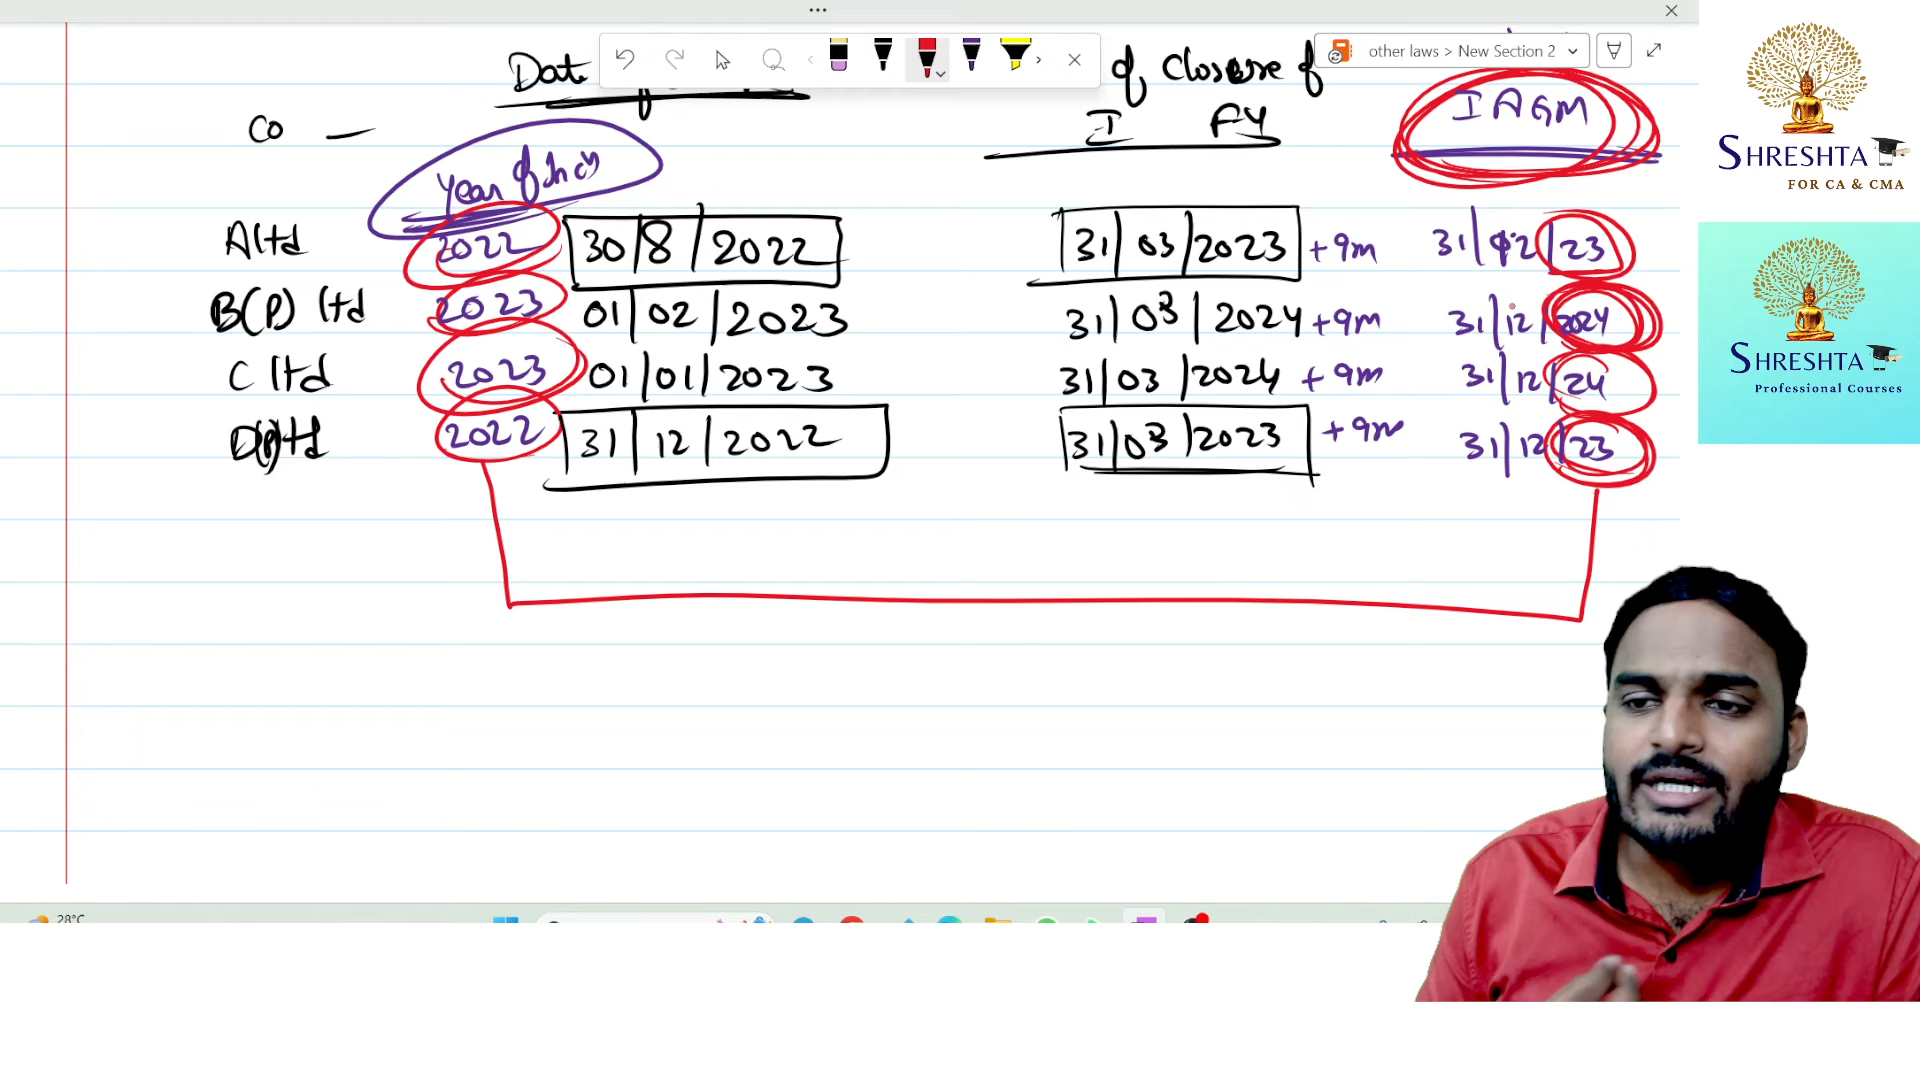 other laws > New Section 2
Date of closure of
Co — I FY I AGM
Year of Incⁿ
A ltd 2022 30/8/2022 31/03/2023 +9m 31/12/23
B(P) ltd 2023 01/02/2023 31/03/2024 +9m 31/12/2024
C ltd 2023 01/01/2023 31/03/2024 +9m 31/12/24
D(P)ltd 2022 31/12/2022 31/03/2023 +9m 31/12/23
SHRESHTA
FOR CA & CMA
SHRESHTA
Professional Courses
28°C